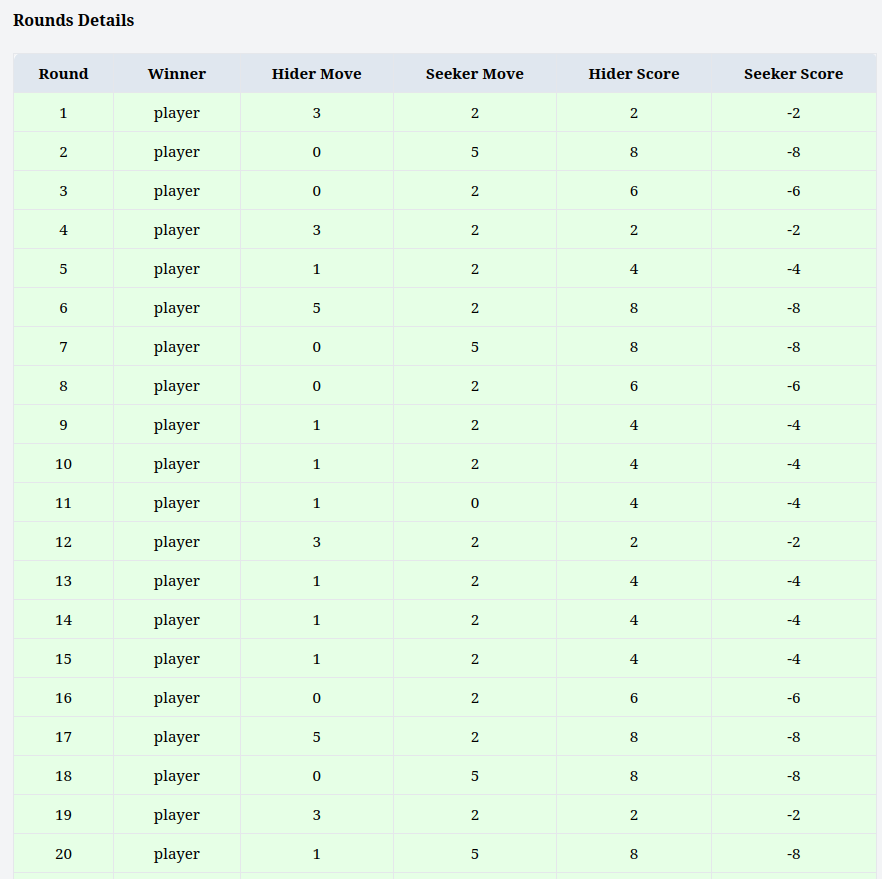 Rounds Details
Round Winner Hider Move Seeker Move Hider Score Seeker Score
1 player 3 2 2 -2
2 player 0 5 8 -8
3 player 0 2 6 -6
4 player 3 2 2 -2
5 player 1 2 4 -4
6 player 5 2 8 -8
7 player 0 5 8 -8
8 player 0 2 6 -6
9 player 1 2 4 -4
10 player 1 2 4 -4
11 player 1 0 4 -4
12 player 3 2 2 -2
13 player 1 2 4 -4
14 player 1 2 4 -4
15 player 1 2 4 -4
16 player 0 2 6 -6
17 player 5 2 8 -8
18 player 0 5 8 -8
19 player 3 2 2 -2
20 player 1 5 8 -8